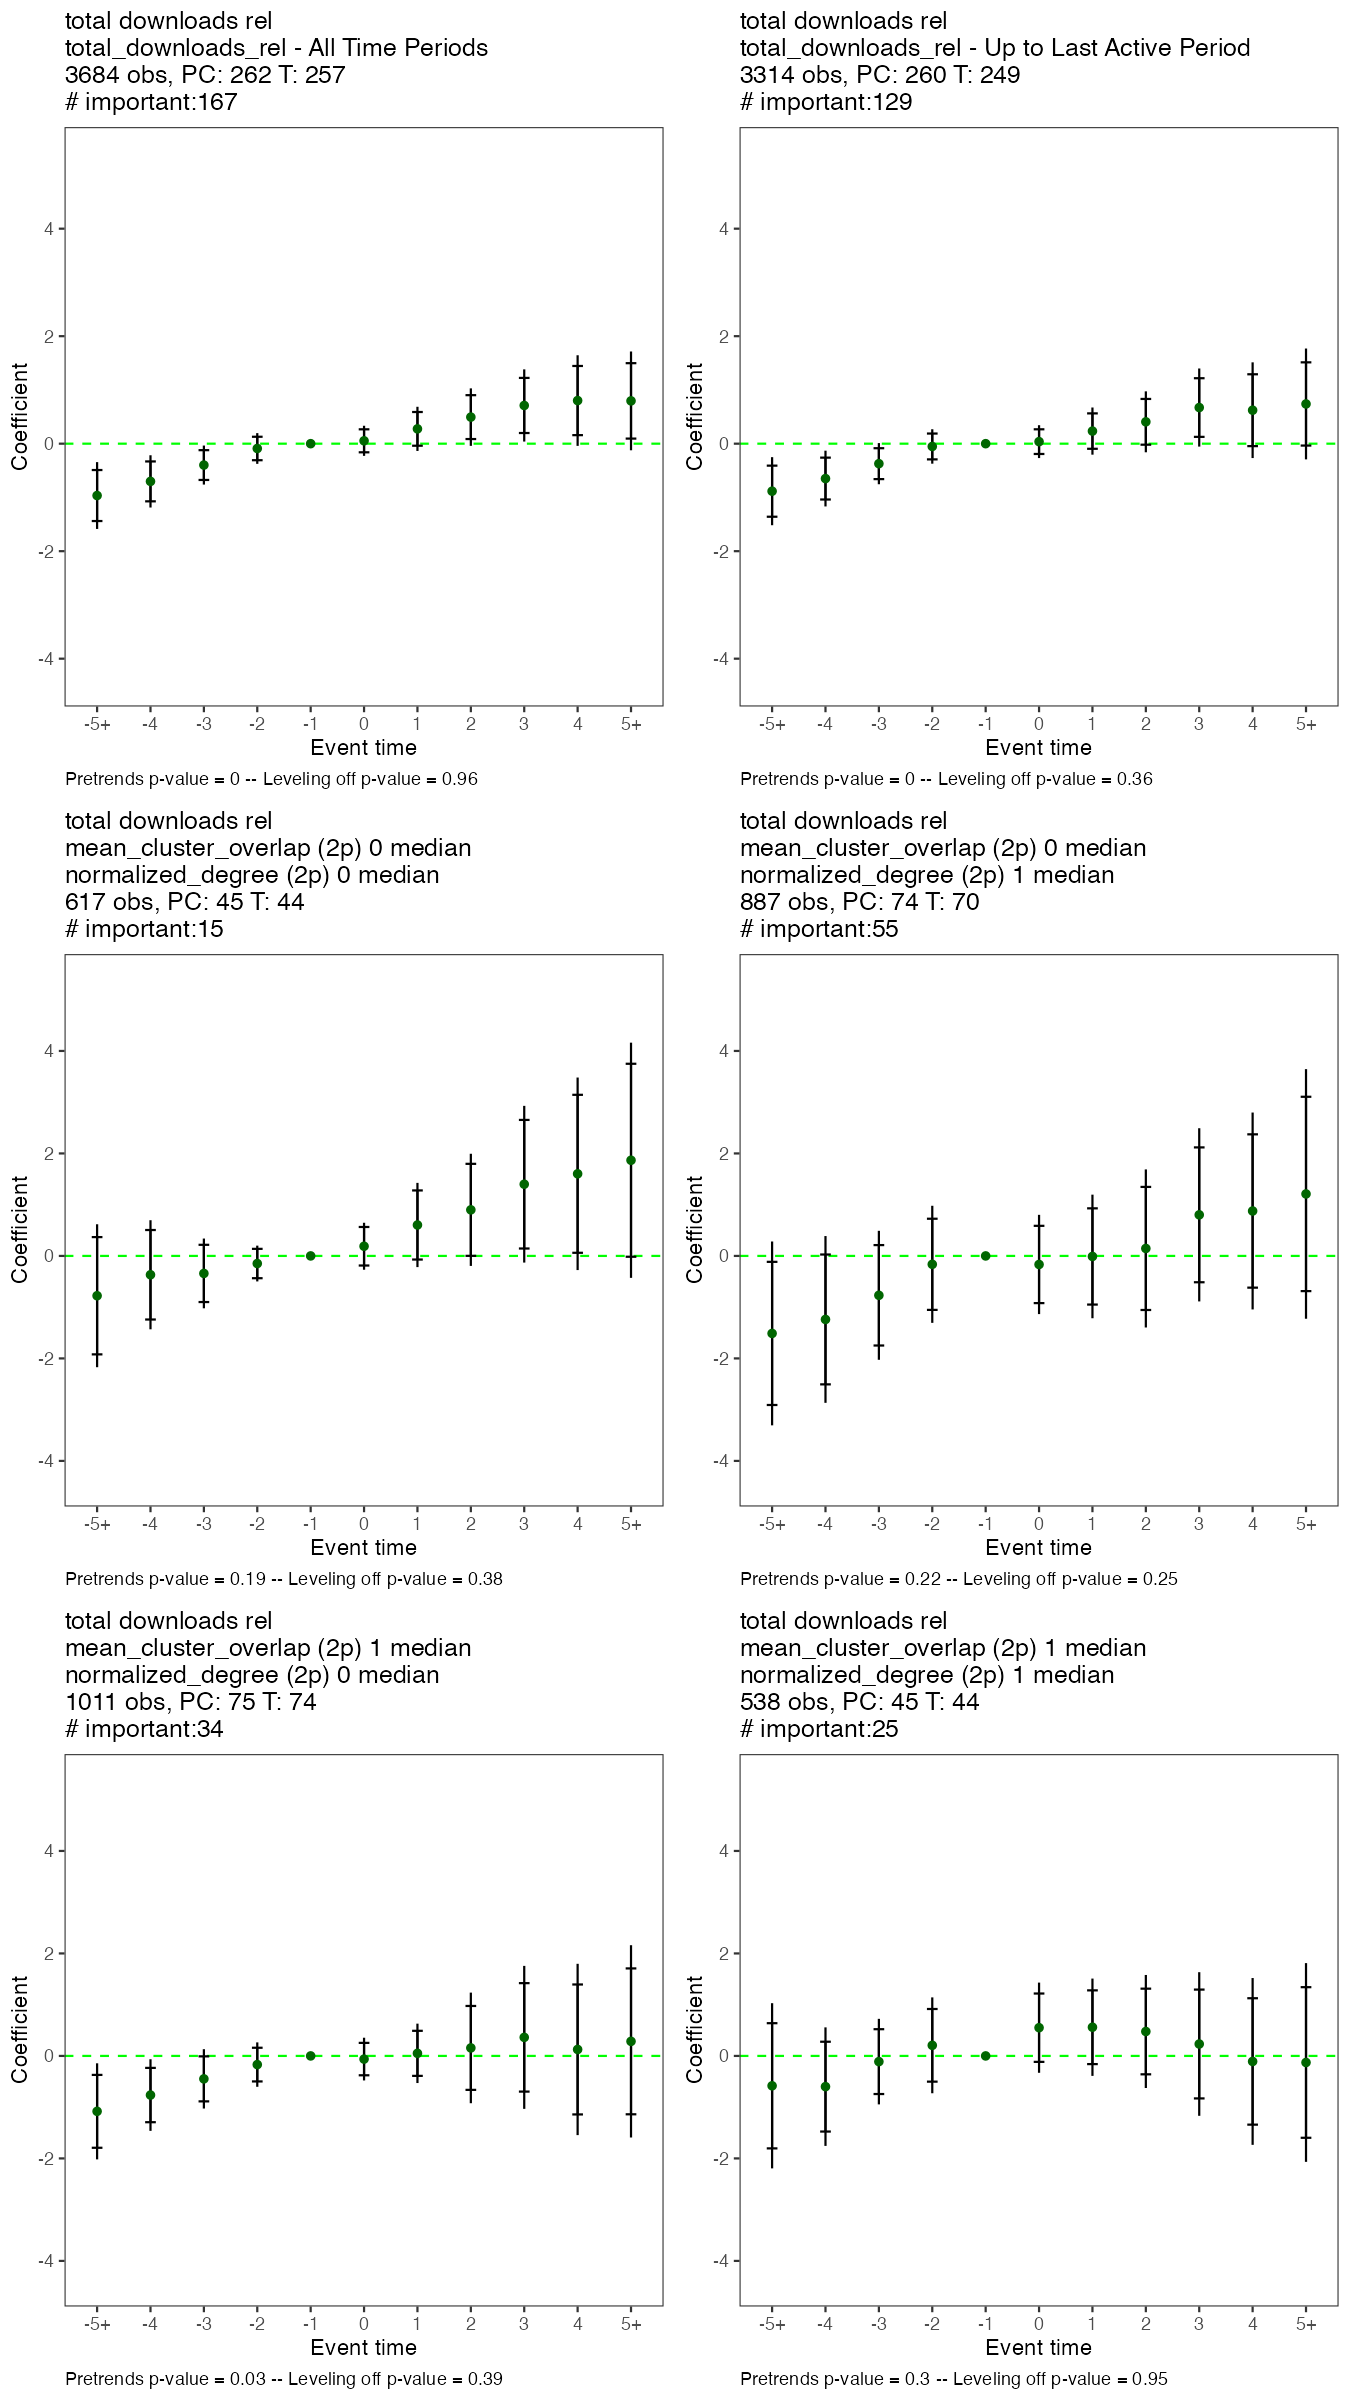 total downloads rel
total_downloads_rel - All Time Periods
3684 obs, PC: 262 T: 257
# important:167
4
2
0
-2
-4
Coefficient
-5+ -4 -3 -2 -1 0 1 2 3 4 5+
Event time
Pretrends p-value = 0 -- Leveling off p-value = 0.96
total downloads rel
total_downloads_rel - Up to Last Active Period
3314 obs, PC: 260 T: 249
# important:129
4
2
0
-2
-4
Coefficient
-5+ -4 -3 -2 -1 0 1 2 3 4 5+
Event time
Pretrends p-value = 0 -- Leveling off p-value = 0.36
total downloads rel
mean_cluster_overlap (2p) 0 median
normalized_degree (2p) 0 median
617 obs, PC: 45 T: 44
# important:15
4
2
0
-2
-4
Coefficient
-5+ -4 -3 -2 -1 0 1 2 3 4 5+
Event time
Pretrends p-value = 0.19 -- Leveling off p-value = 0.38
total downloads rel
mean_cluster_overlap (2p) 0 median
normalized_degree (2p) 1 median
887 obs, PC: 74 T: 70
# important:55
4
2
0
-2
-4
Coefficient
-5+ -4 -3 -2 -1 0 1 2 3 4 5+
Event time
Pretrends p-value = 0.22 -- Leveling off p-value = 0.25
total downloads rel
mean_cluster_overlap (2p) 1 median
normalized_degree (2p) 0 median
1011 obs, PC: 75 T: 74
# important:34
4
2
0
-2
-4
Coefficient
-5+ -4 -3 -2 -1 0 1 2 3 4 5+
Event time
Pretrends p-value = 0.03 -- Leveling off p-value = 0.39
total downloads rel
mean_cluster_overlap (2p) 1 median
normalized_degree (2p) 1 median
538 obs, PC: 45 T: 44
# important:25
4
2
0
-2
-4
Coefficient
-5+ -4 -3 -2 -1 0 1 2 3 4 5+
Event time
Pretrends p-value = 0.3 -- Leveling off p-value = 0.95